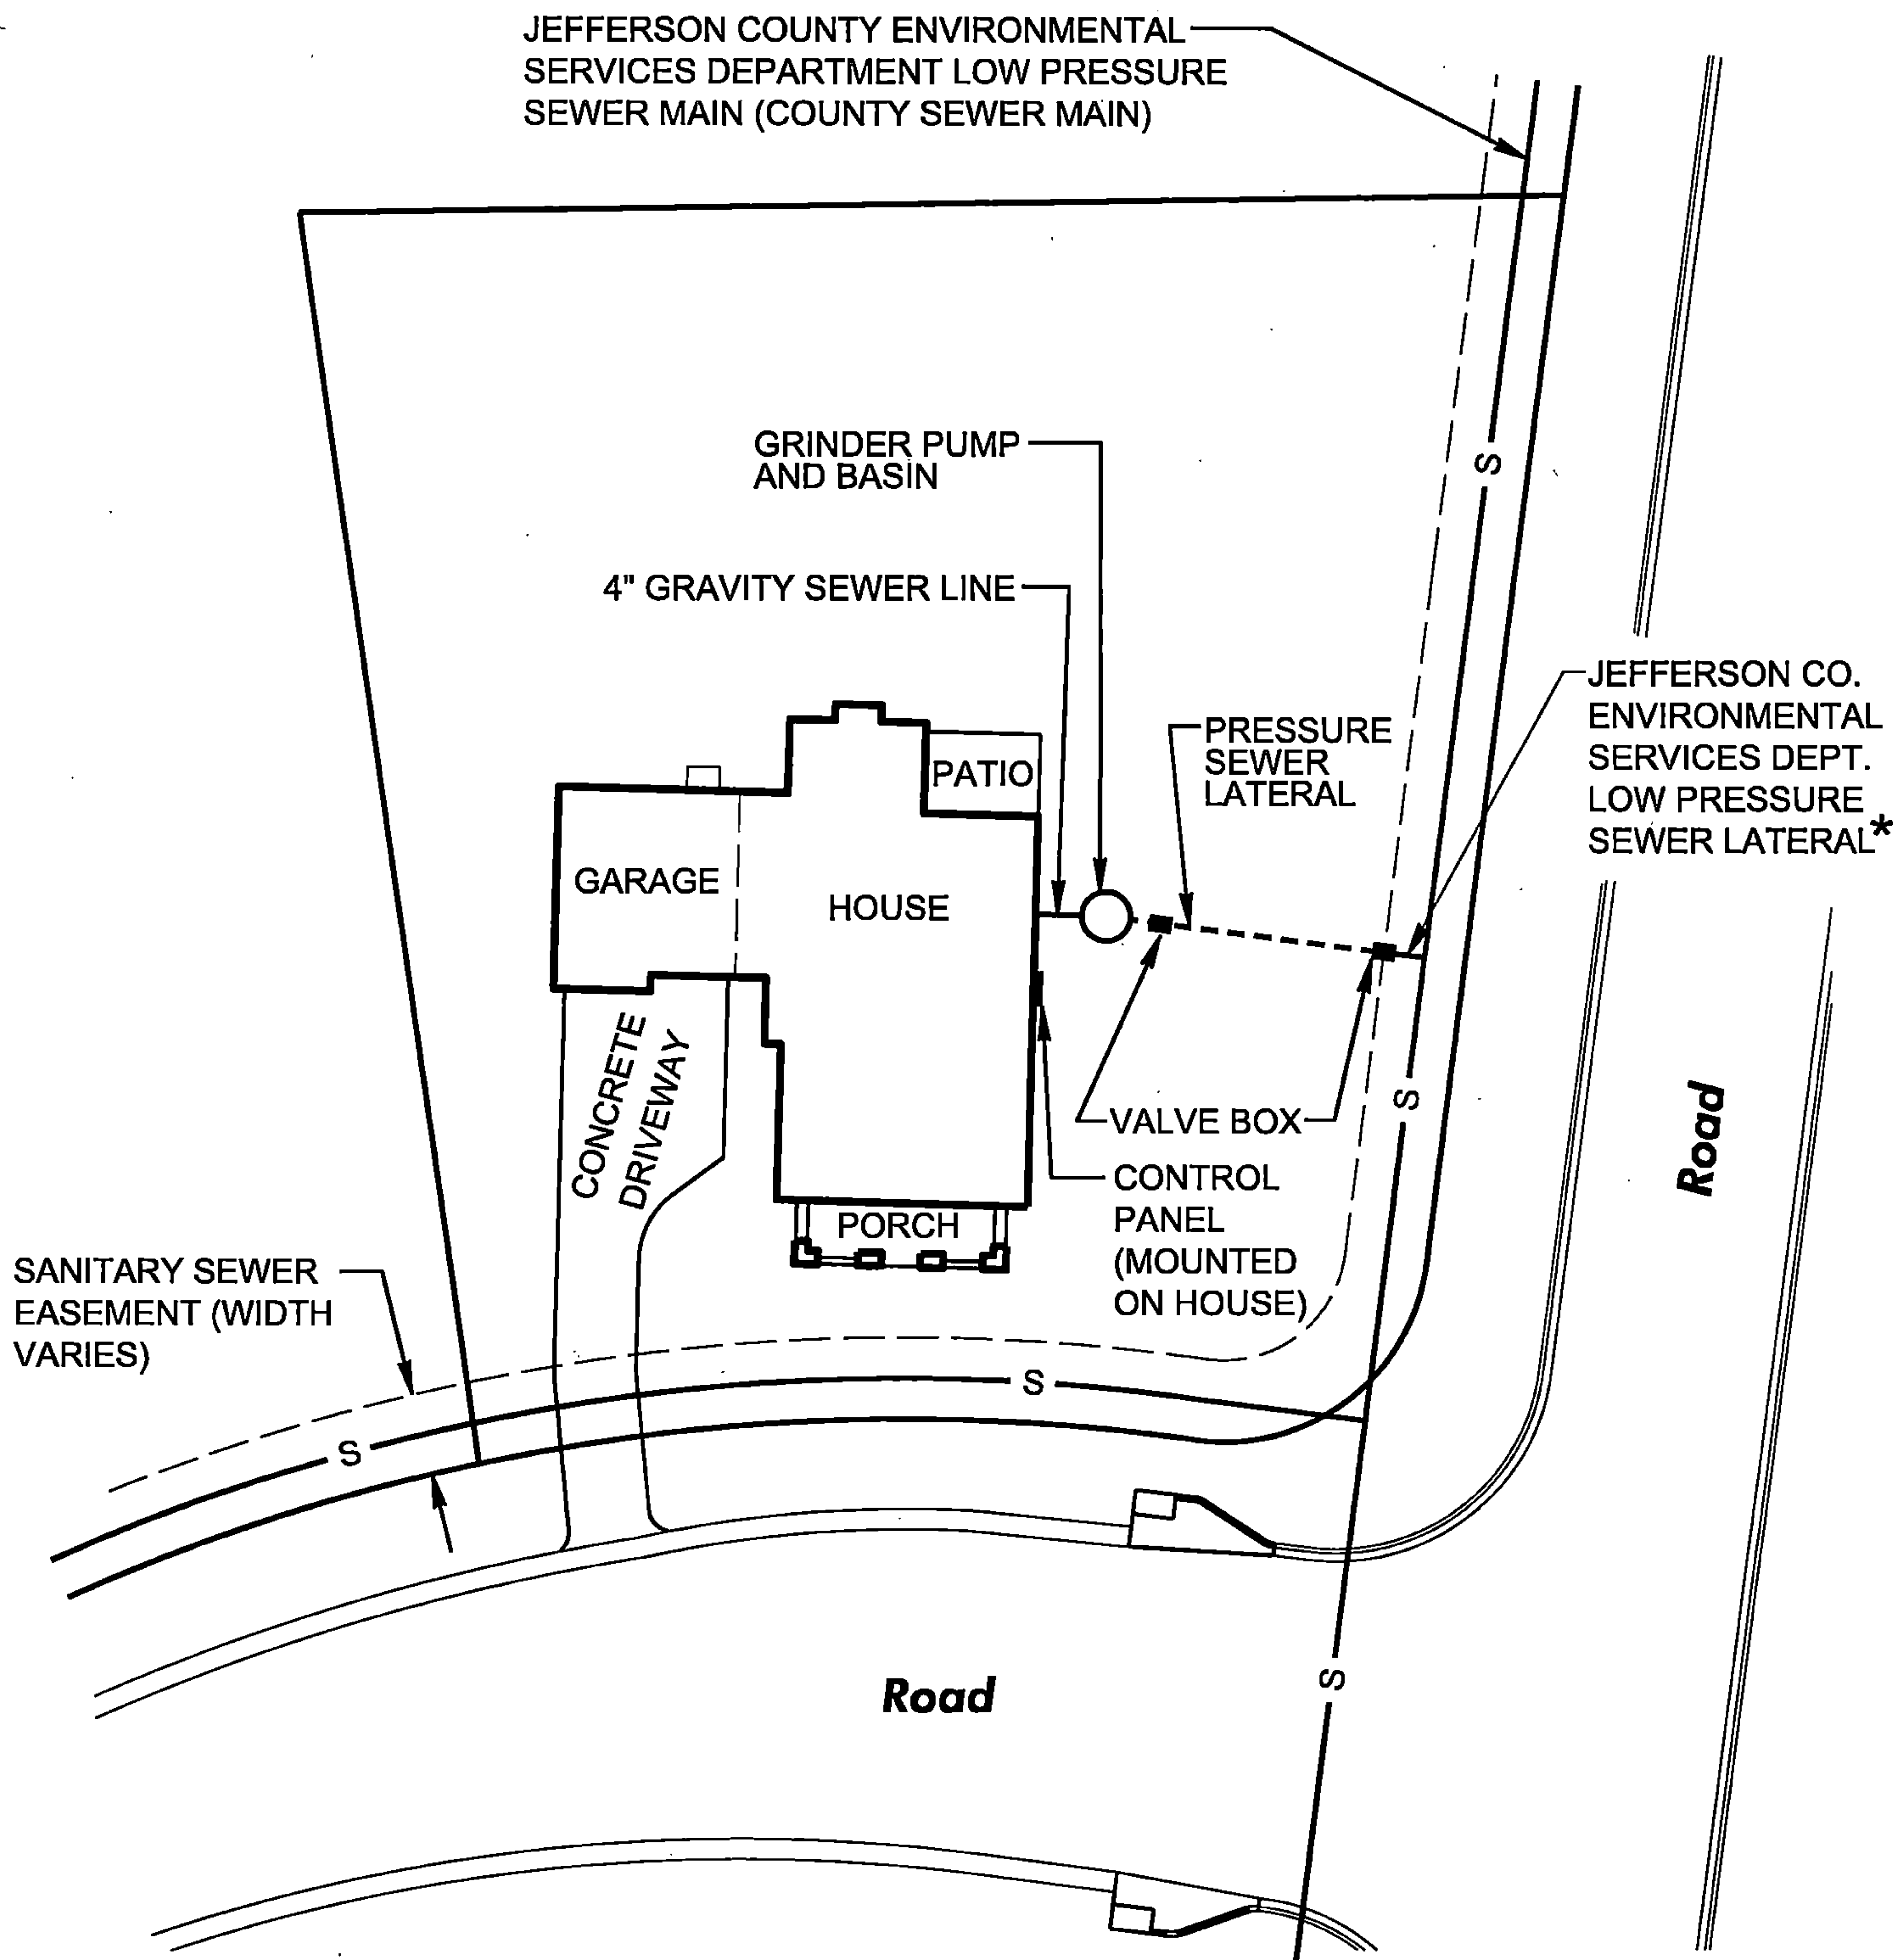 JEFFERSON COUNTY ENVIRONMENTAL
SERVICES DEPARTMENT LOW PRESSURE
SEWER MAIN (COUNTY SEWER MAIN)
GRINDER PUMP
AND BASIN
S
4" GRAVITY SEWER LINE
JEFFERSON CO.
ENVIRONMENTAL
SERVICES DEPT.
LOW PRESSURE
SEWER LATERAL*
PRESSURE
SEWER
LATERAL
PATIO
GARAGE
HOUSE
CONCRETE
DRIVEWAY
S
VALVE BOX
Road
CONTROL
PANEL
(MOUNTED
ON HOUSE)
PORCH
SANITARY SEWER
EASEMENT (WIDTH
VARIES)
S
S
Road
S